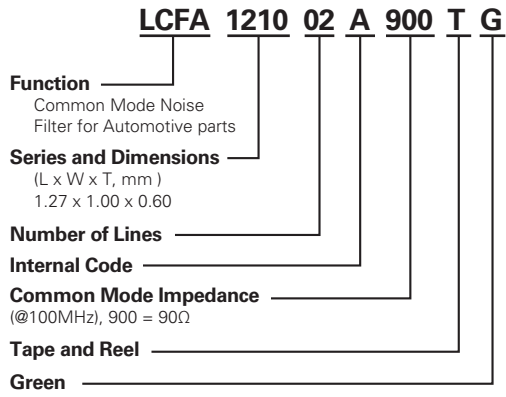 LCFA 1210 02 A 900 T G
Function
Common Mode Noise
Filter for Automotive parts
Series and Dimensions
(L x W x T, mm )
1.27 x 1.00 x 0.60
Number of Lines
Internal Code
Common Mode Impedance
(@100MHz), 900 = 90Ω
Tape and Reel
Green